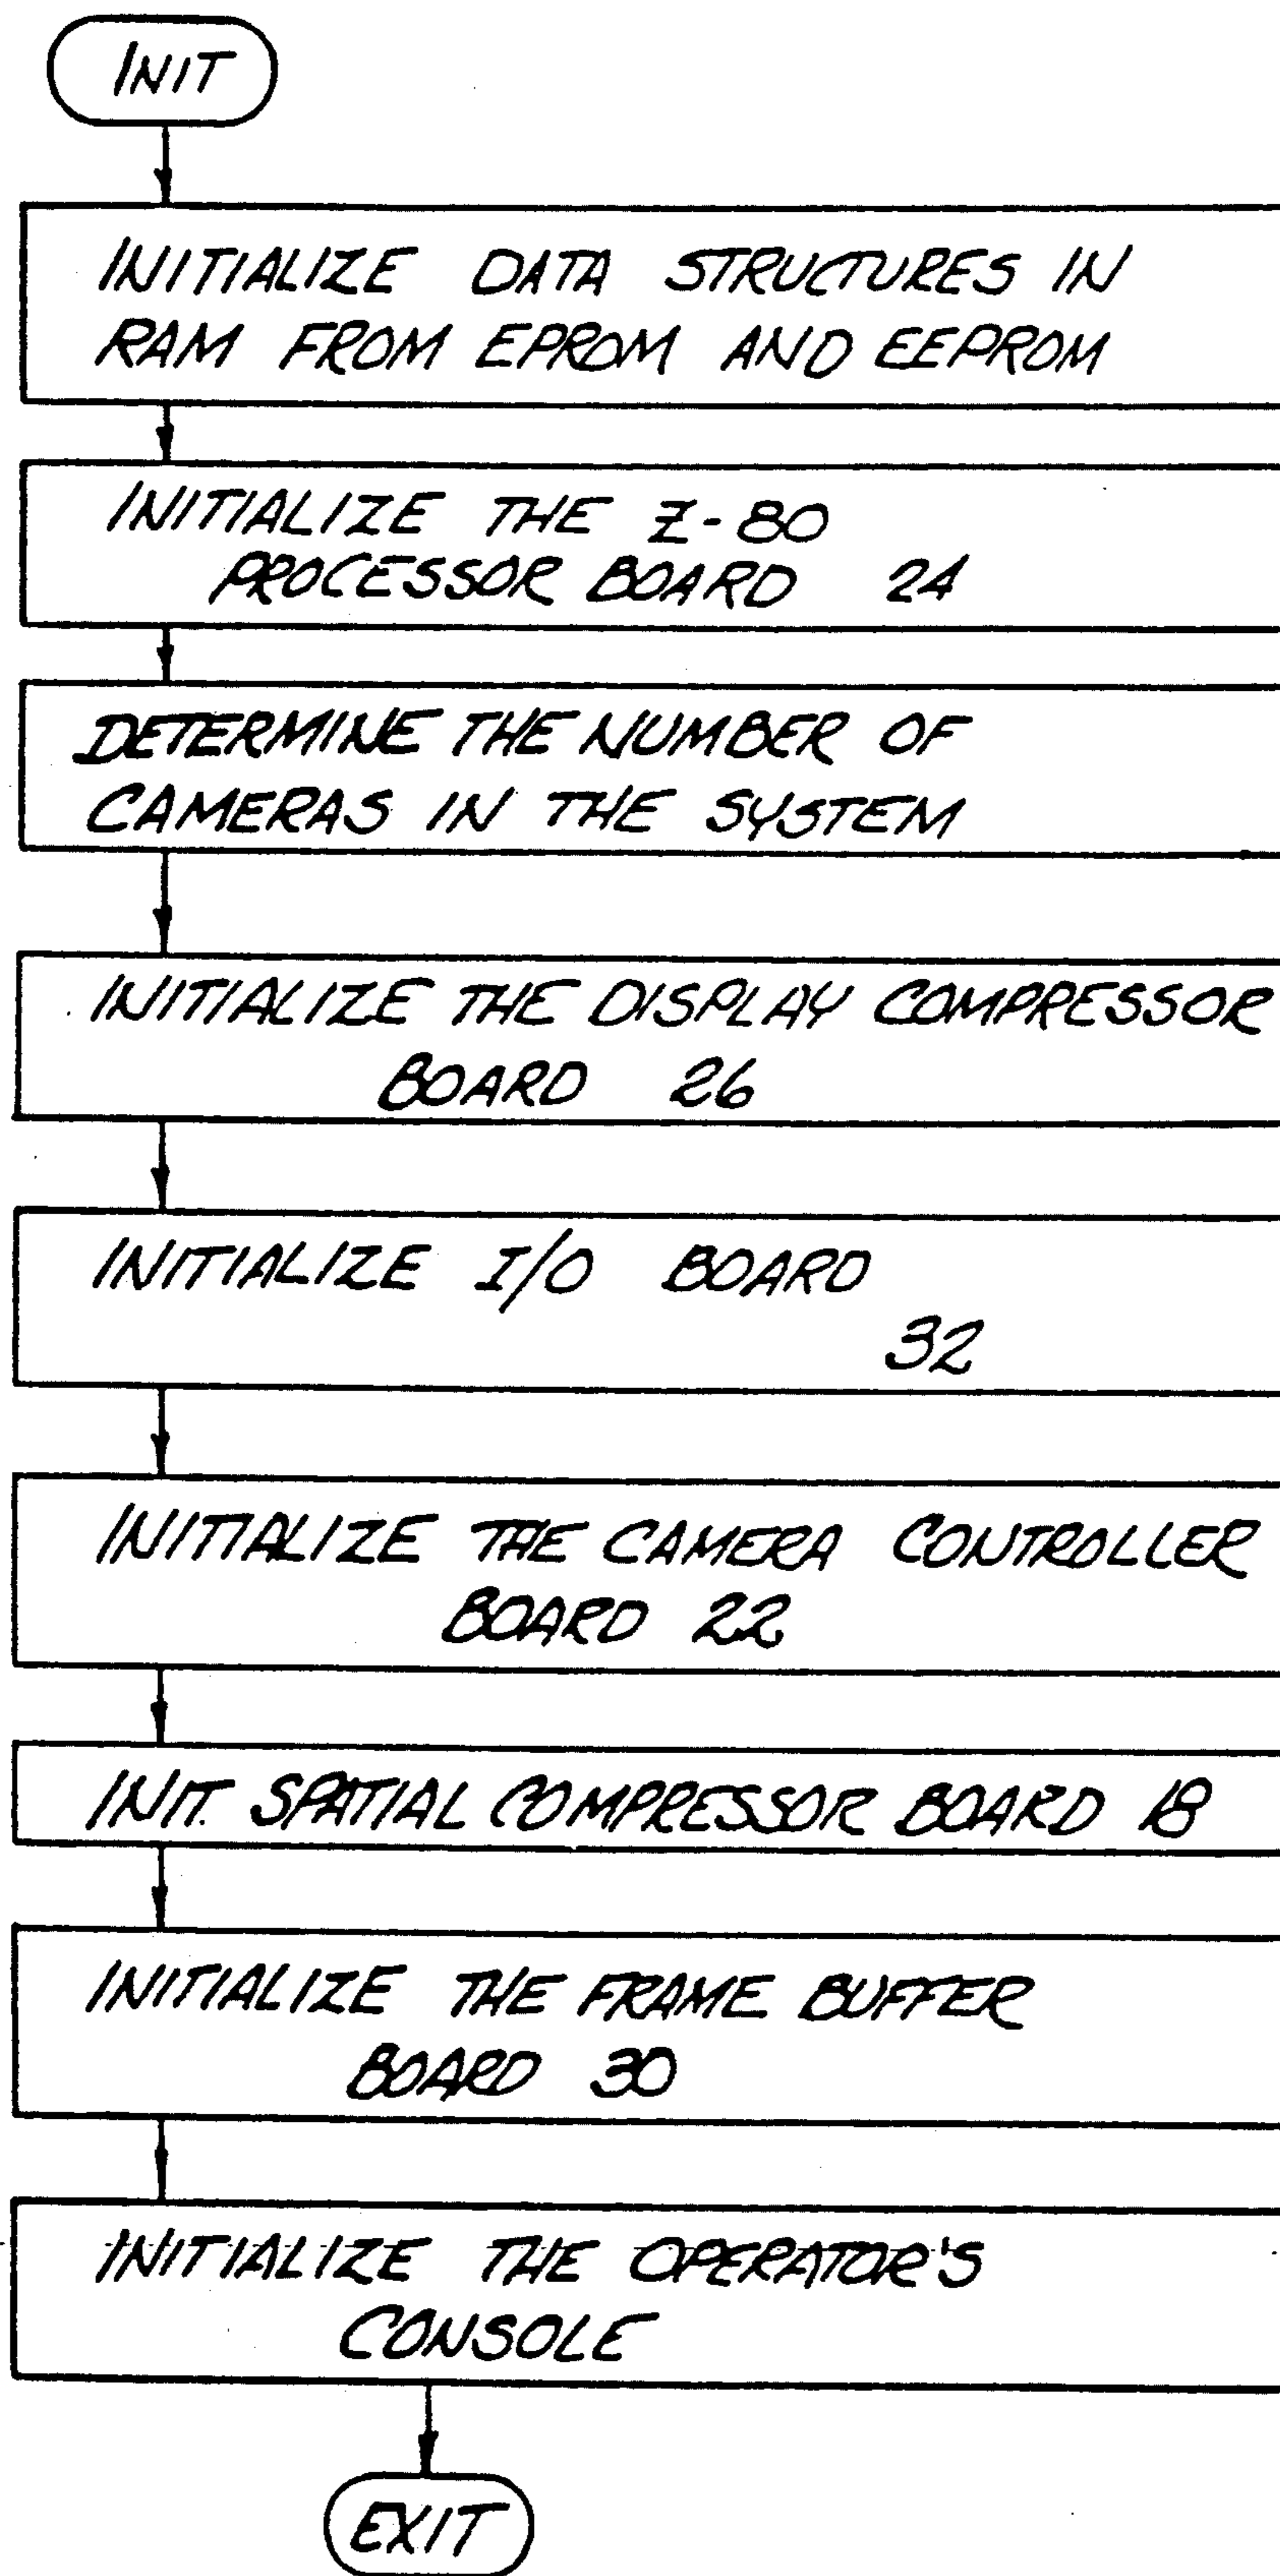 INIT
INITIALIZE DATA STRUCTURES IN
RAM FROM EPROM AND EEPROM
INITIALIZE THE Z-80
PROCESSOR BOARD 24
DETERMINE THE NUMBER OF
CAMERAS IN THE SYSTEM
INITIALIZE THE DISPLAY COMPRESSOR
BOARD 26
INITIALIZE I/O BOARD
32
INITIALIZE THE CAMERA CONTROLLER
BOARD 22
INIT. SPATIAL COMPRESSOR BOARD 18
INITIALIZE THE FRAME BUFFER
BOARD 30
INITIALIZE THE OPERATOR'S
CONSOLE
EXIT